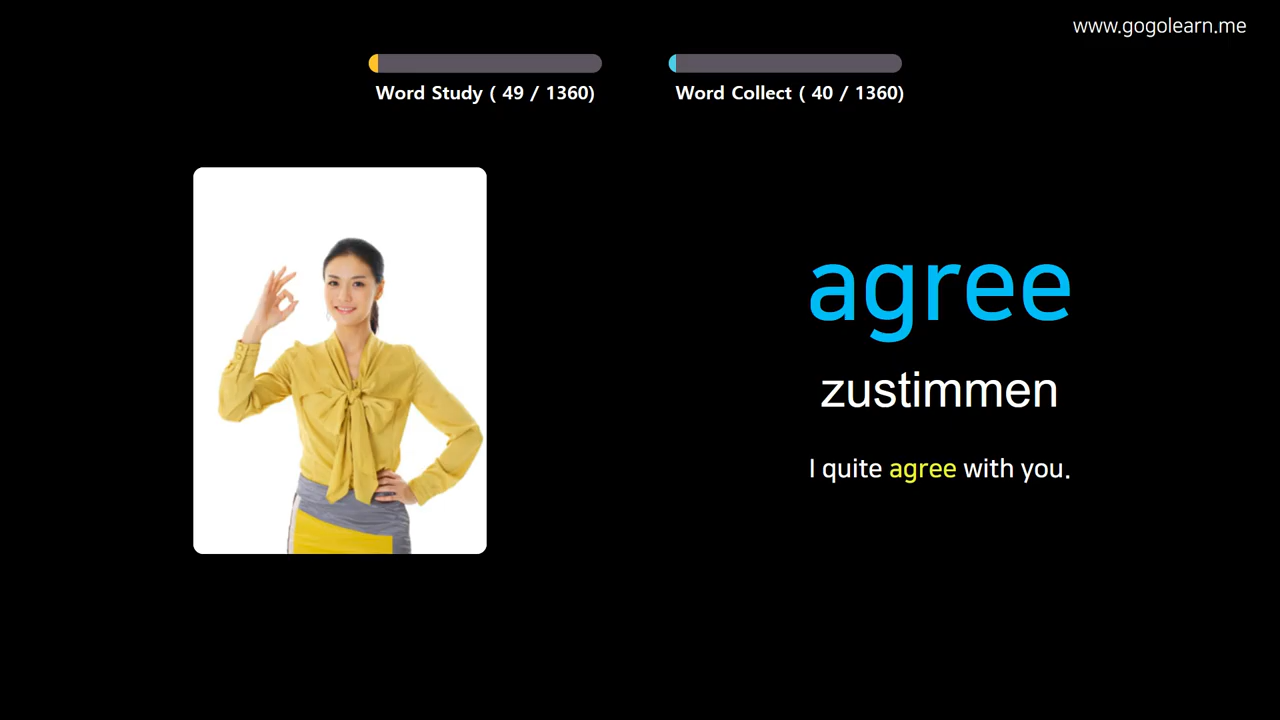 www.gogolearn.me
Word Study ( 49 / 1360)
Word Collect ( 40 / 1360)
agree
zustimmen
I quite agree with you.